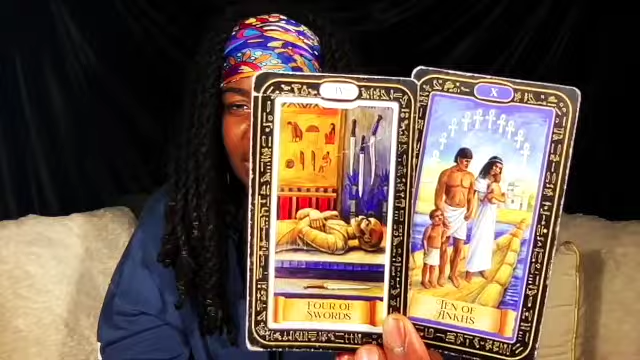 IV
FOUR OF
SWORDS
X
TEN OF
ANKHS